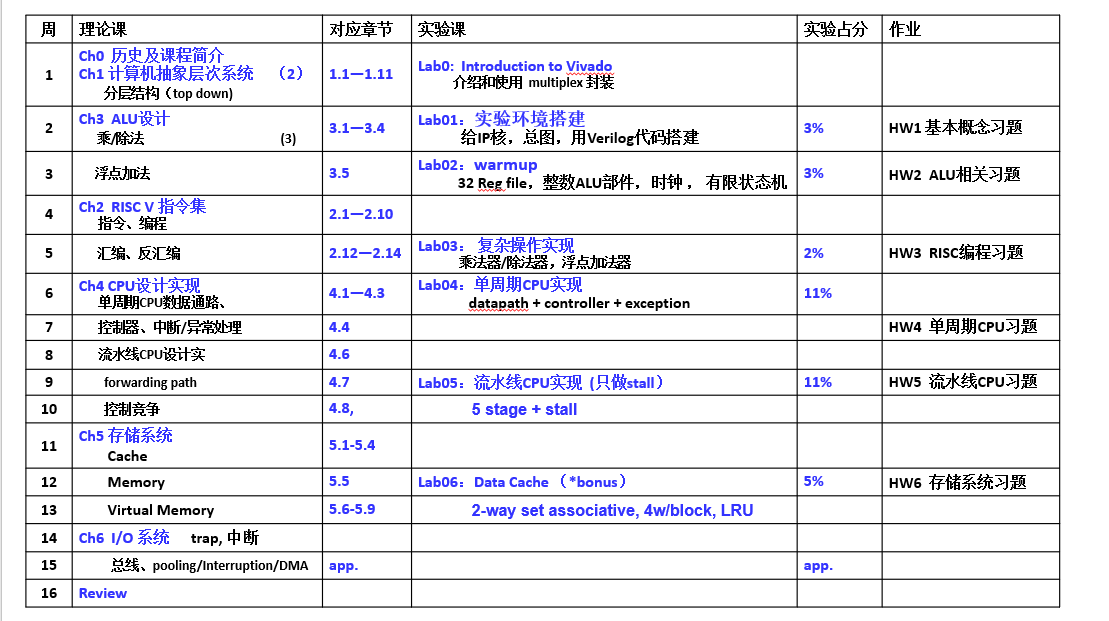 周 理论课 对应章节 实验课 实验占分 作业
1 Ch0 历史及课程简介
Ch1 计算机抽象层次系统 （2） 1.1—1.11 Lab0: Introduction to Vivado
分层结构（top down) 介绍和使用 multiplex 封装
2 Ch3 ALU设计 3.1—3.4 Lab01：实验环境搭建 3% HW1 基本概念习题
乘/除法 (3) 给IP核，总图，用Verilog代码搭建
3 浮点加法 3.5 Lab02：warmup 3% HW2 ALU相关习题
32 Reg file，整数ALU部件，时钟，有限状态机
4 Ch2 RISC V 指令集 2.1—2.10
指令、编程
5 汇编、反汇编 2.12—2.14 Lab03： 复杂操作实现 2% HW3 RISC编程习题
乘法器/除法器，浮点加法器
6 Ch4 CPU设计实现 4.1—4.3 Lab04：单周期CPU实现 11%
单周期CPU数据通路、 datapath + controller + exception
7 控制器、中断/异常处理 4.4 HW4 单周期CPU习题
8 流水线CPU设计实 4.6
9 forwarding path 4.7 Lab05：流水线CPU实现（只做stall） 11% HW5 流水线CPU习题
10 控制竞争 4.8, 5 stage + stall
11 Ch5 存储系统 5.1-5.4
Cache
12 Memory 5.5 Lab06：Data Cache （*bonus） 5% HW6 存储系统习题
13 Virtual Memory 5.6-5.9 2-way set associative, 4w/block, LRU
14 Ch6 I/O 系统 trap, 中断
15 总线、pooling/Interruption/DMA app. app.
16 Review